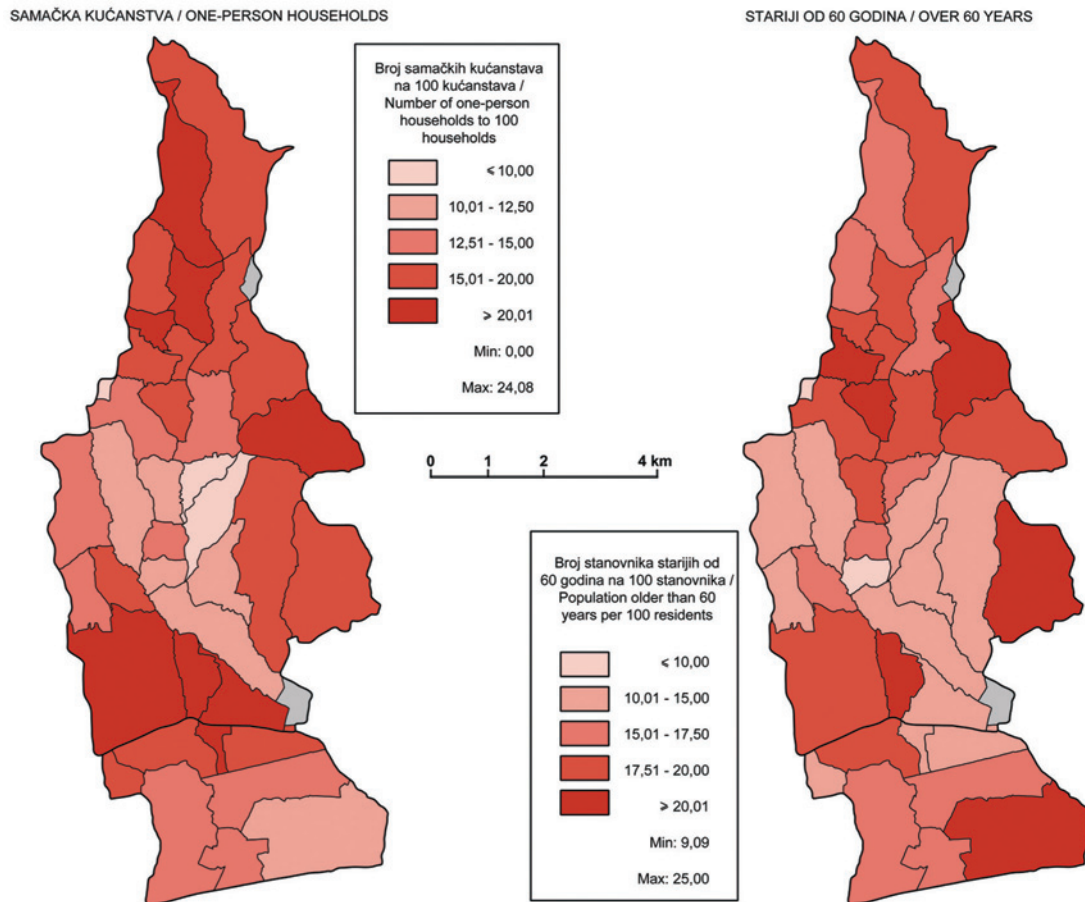 SAMAČKA KUĆANSTVA / ONE-PERSON HOUSEHOLDS
STARIJI OD 60 GODINA / OVER 60 YEARS
Broj samačkih kućanstava
na 100 kućanstava /
Number of one-person
households to 100
households
⩽ 10,00
10,01 - 12,50
12,51 - 15,00
15,01 - 20,00
⩾ 20,01
Min: 0,00
Max: 24,08
0 1 2 4 km
Broj stanovnika starijih od
60 godina na 100 stanovnika /
Population older than 60
years per 100 residents
⩽ 10,00
10,01 - 15,00
15,01 - 17,50
17,51 - 20,00
⩾ 20,01
Min: 9,09
Max: 25,00